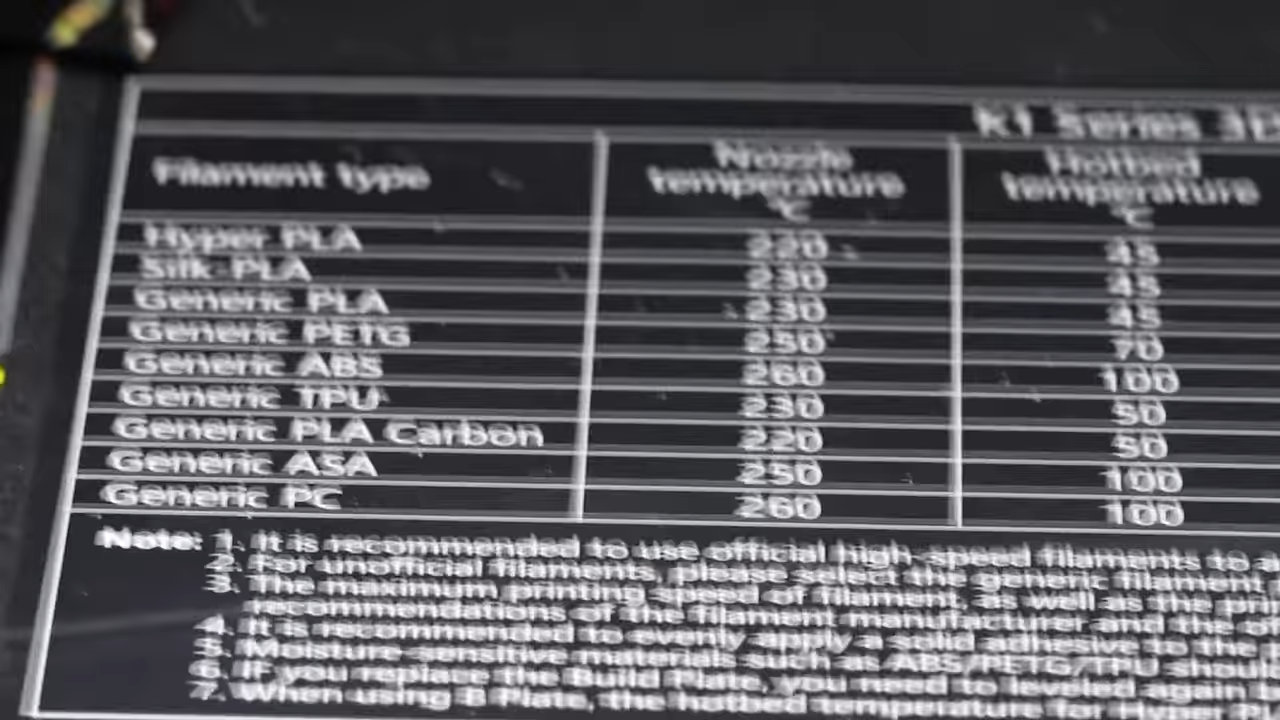 K1 Series 3D
Filament type Nozzle temperature °C Hotbed temperature °C
Hyper PLA 220 45
Silk-PLA 230 45
Generic PLA 230 45
Generic PETG 250 70
Generic ABS 260 100
Generic TPU 230 50
Generic PLA Carbon 220 50
Generic ASA 250 100
Generic PC 260 100
Note: 1. It is recommended to use official high-speed filaments to
2. For unofficial filaments, please select the generic filament
3. The maximum printing speed of filament, as well as the
recommendations of the filament manufacturer and the
4. It is recommended to evenly apply a solid adhesive to the
5. Moisture-sensitive materials such as ABS/PETG/TPU
6. If you replace the Build Plate, you need to leveled again
7. When using B Plate, the hotbed temperature for Hyper